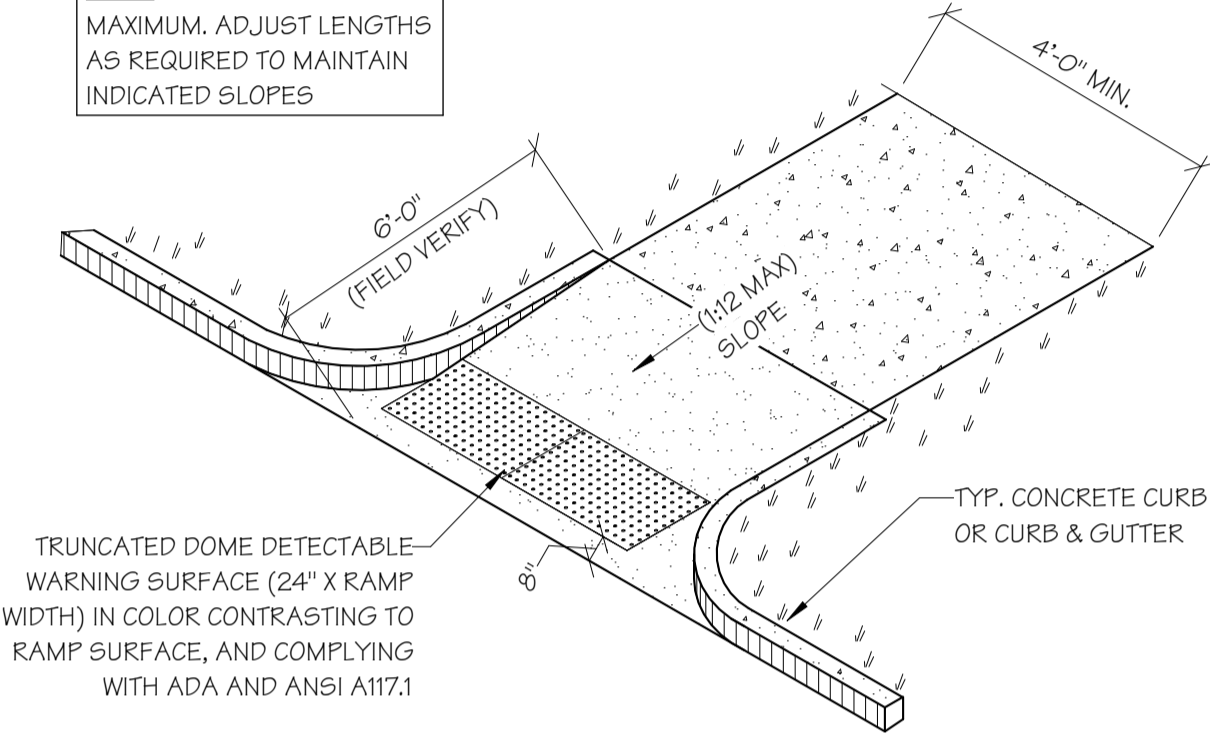 MAXIMUM. ADJUST LENGTHS
AS REQUIRED TO MAINTAIN
INDICATED SLOPES
4'-0" MIN.
6'-0"
(FIELD VERIFY)
(1:12 MAX)
SLOPE
TYP. CONCRETE CURB
OR CURB & GUTTER
8"
TRUNCATED DOME DETECTABLE
WARNING SURFACE (24" X RAMP
WIDTH) IN COLOR CONTRASTING TO
RAMP SURFACE, AND COMPLYING
WITH ADA AND ANSI A117.1